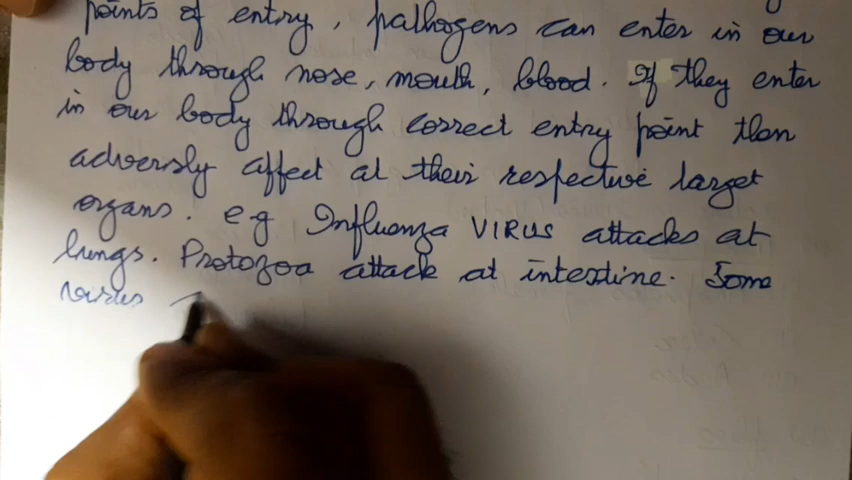 points of entry, pathogens can enter in our
body through nose, mouth, blood. If they enter
in our body through correct entry point then
adversly affect at their respective target
organs. e g Influenza VIRUS attacks at
lungs. Protozoa attack at intestine. Some
virus